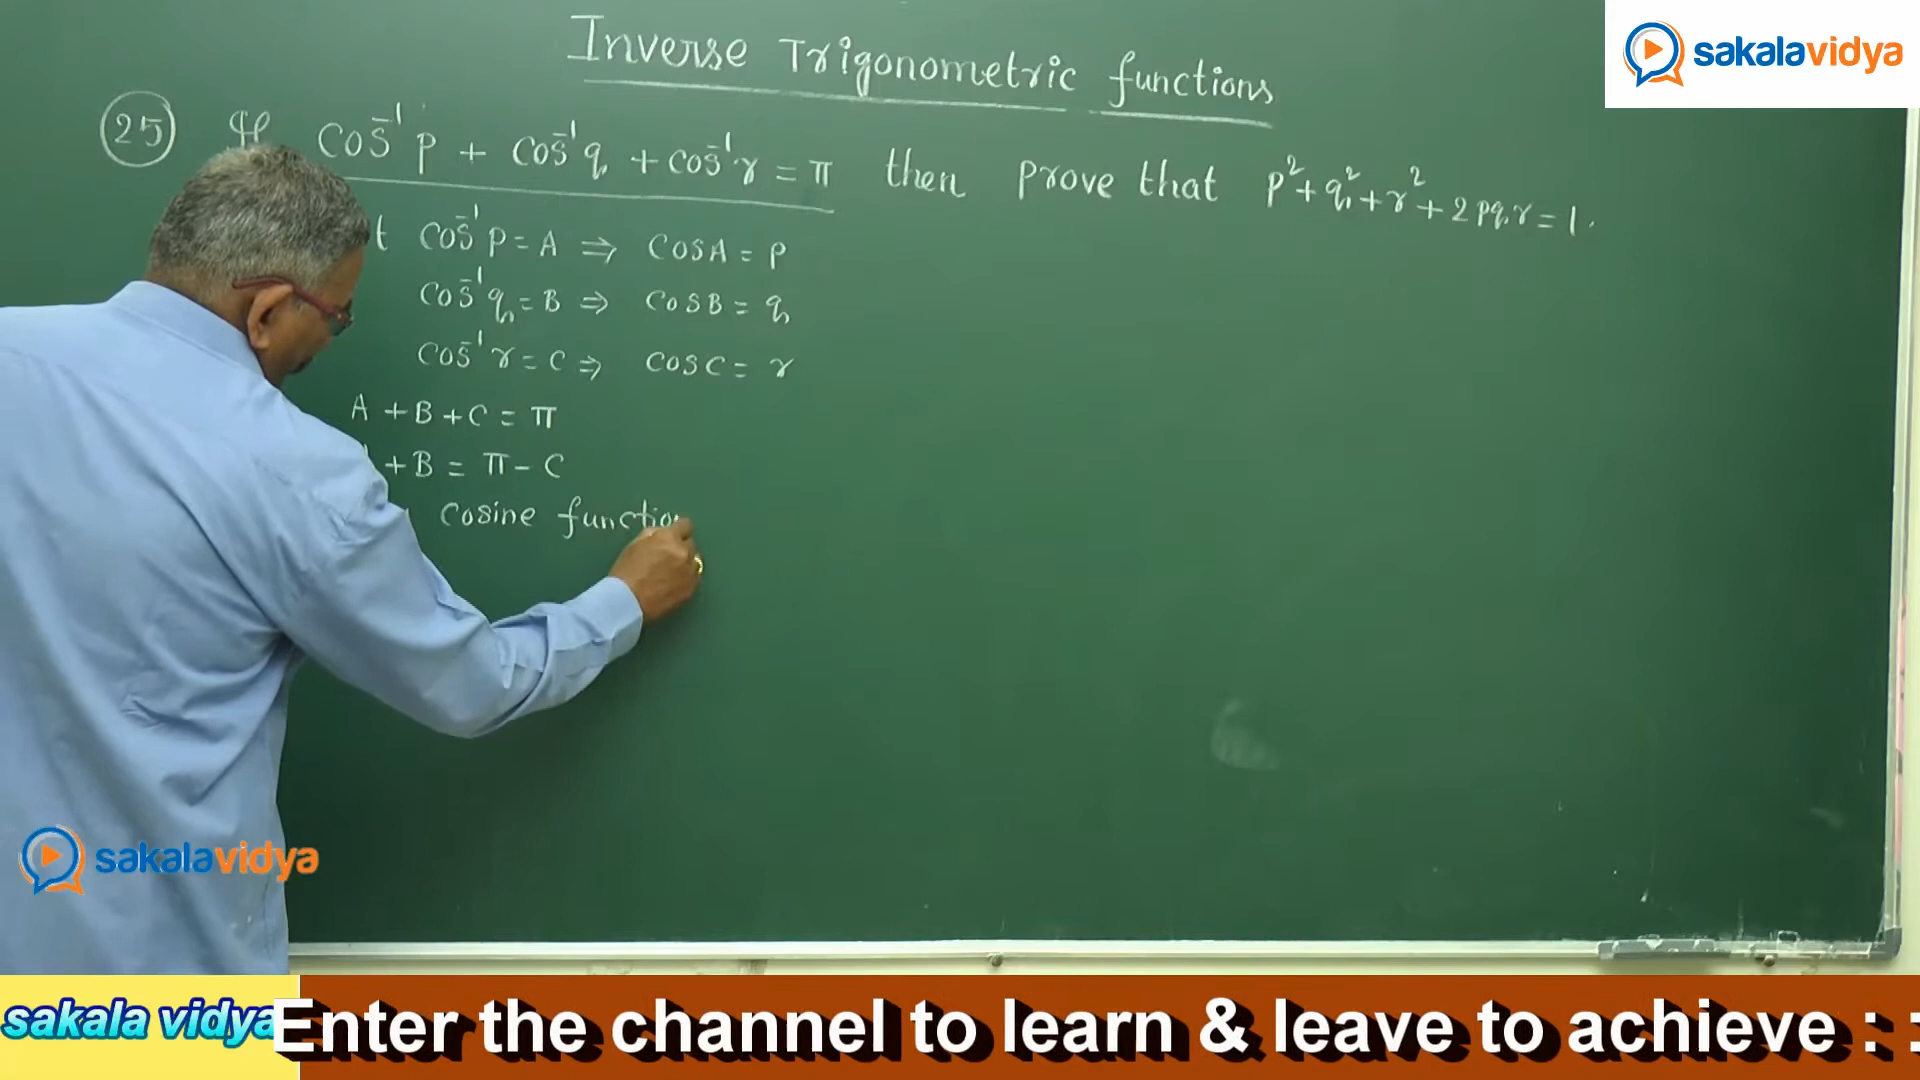 Inverse Trigonometric functions
sakalavidya
25 If cos⁻¹p + cos⁻¹q + cos⁻¹r = π then prove that p² + q² + r² + 2pqr = 1.
t cos⁻¹p = A ⇒ cosA = p
cos⁻¹q = B ⇒ cosB = q
cos⁻¹r = C ⇒ cosC = r
A + B + C = π
+ B = π - C
cosine function
sakalavidya
sakala vidya Enter the channel to learn & leave to achieve : :